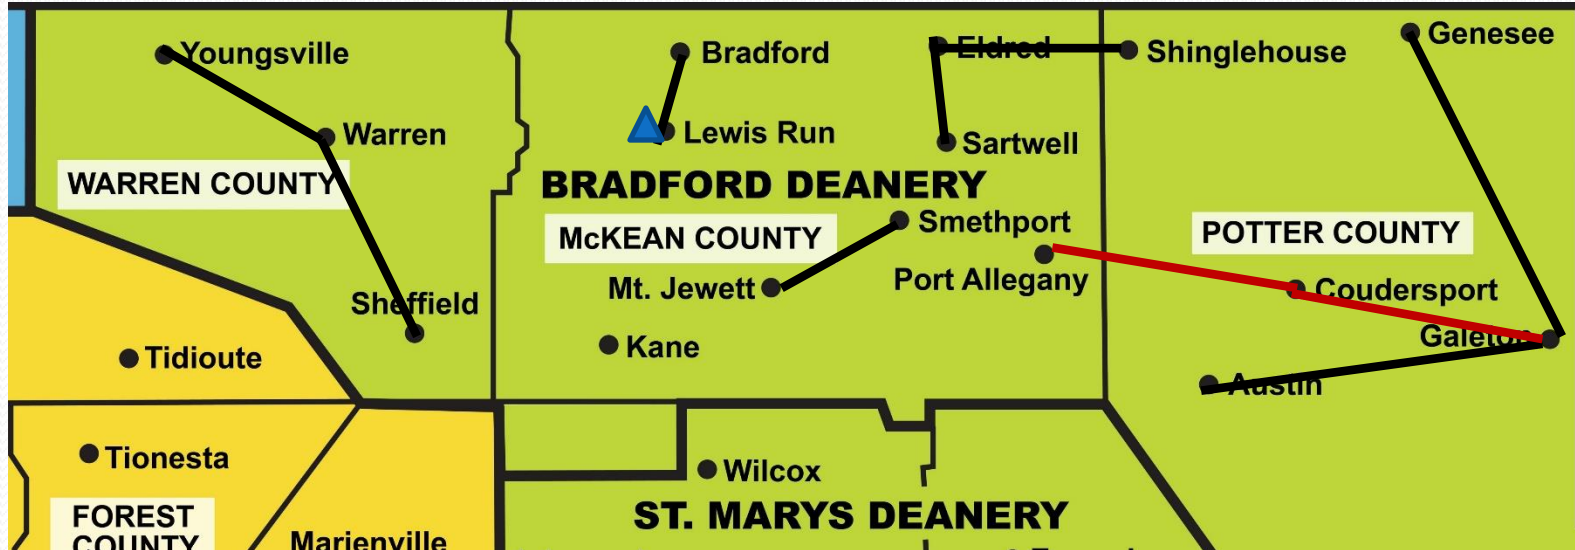 Youngsville
Bradford
Eldred
Shinglehouse
Genesee
Warren
Lewis Run
Sartwell
WARREN COUNTY
BRADFORD DEANERY
Smethport
McKEAN COUNTY
POTTER COUNTY
Port Allegany
Mt. Jewett
Coudersport
Sheffield
Galeton
Kane
Tidioute
Austin
Tionesta
Wilcox
ST. MARYS DEANERY
FOREST
COUNTY
Marienville